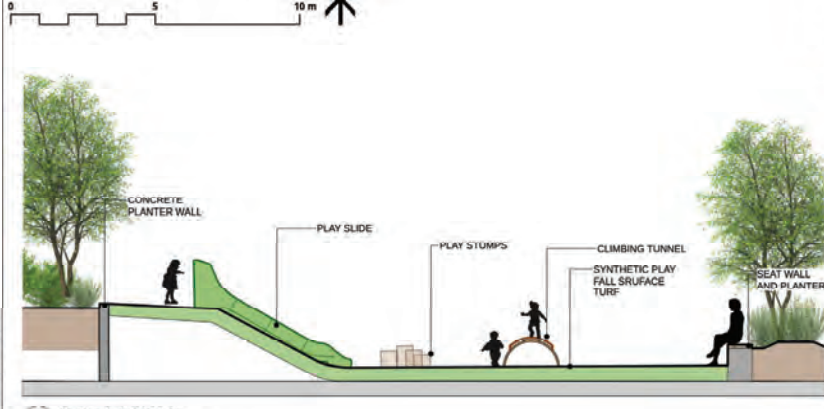 0 5 10 m
CONCRETE
PLANTER WALL
PLAY SLIDE
PLAY STUMPS
CLIMBING TUNNEL
SYNTHETIC PLAY
FALL SRUFACE
TURF
SEAT WALL
AND PLANTER